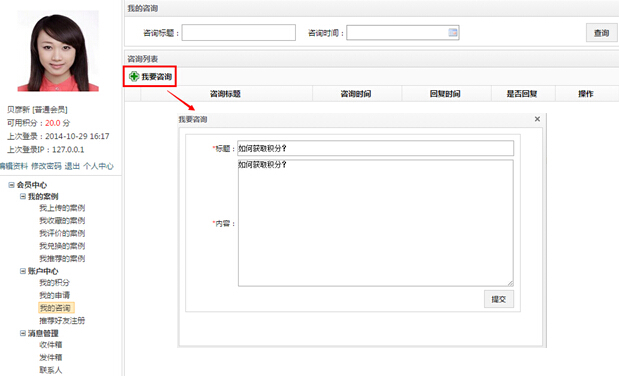 贝彦新 [普通会员]
可用积分：20.0 分
上次登录：2014-10-29 16:17
上次登录IP：127.0.0.1
编辑资料 修改密码 退出 个人中心
会员中心
我的案例
我上传的案例
我收藏的案例
我评价的案例
我兑换的案例
我推荐的案例
账户中心
我的积分
我的申请
我的咨询
推荐好友注册
消息管理
收件箱
发件箱
联系人
我的咨询
咨询标题： 咨询时间： 查询
咨询列表
我要咨询
咨询标题 咨询时间 回复时间 是否回复 操作
我要咨询
*标题：如何获取积分？
*内容：如何获取积分？
提交